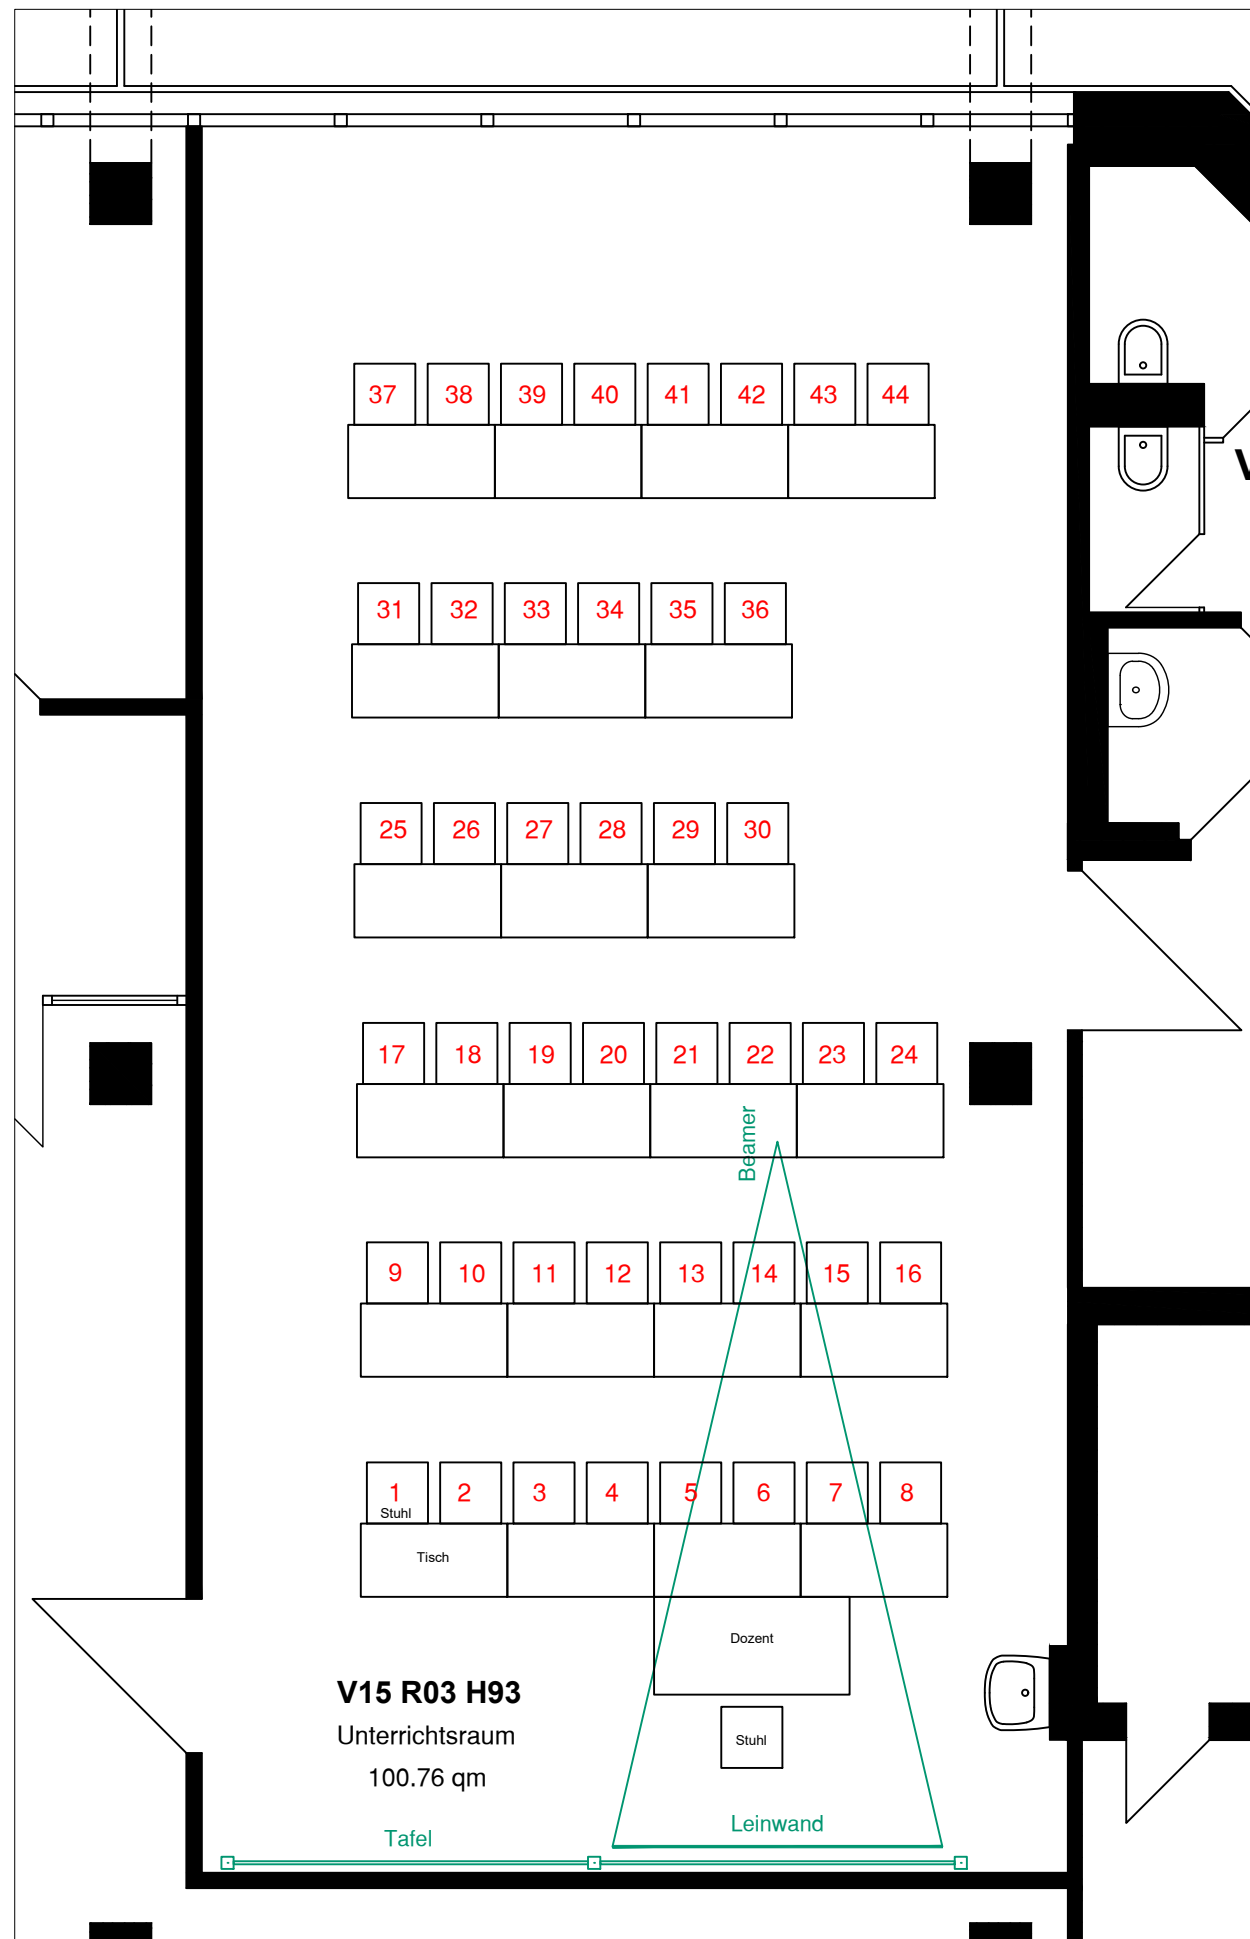 37 38 39 40 41 42 43 44
31 32 33 34 35 36
25 26 27 28 29 30
17 18 19 20 21 22 23 24
Beamer
9 10 11 12 13 14 15 16
1 2 3 4 5 6 7 8
Stuhl
Tisch
Dozent
V15 R03 H93
Unterrichtsraum
100.76 qm
Stuhl
Tafel
Leinwand